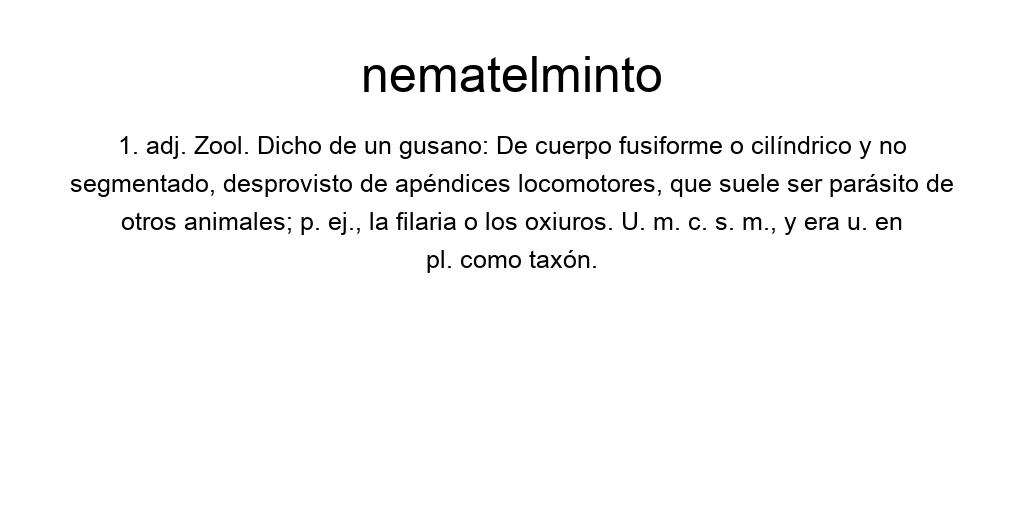 nematelminto
1. adj. Zool. Dicho de un gusano: De cuerpo fusiforme o cilíndrico y no
segmentado, desprovisto de apéndices locomotores, que suele ser parásito de
otros animales; p. ej., la filaria o los oxiuros. U. m. c. s. m., y era u. en
pl. como taxón.